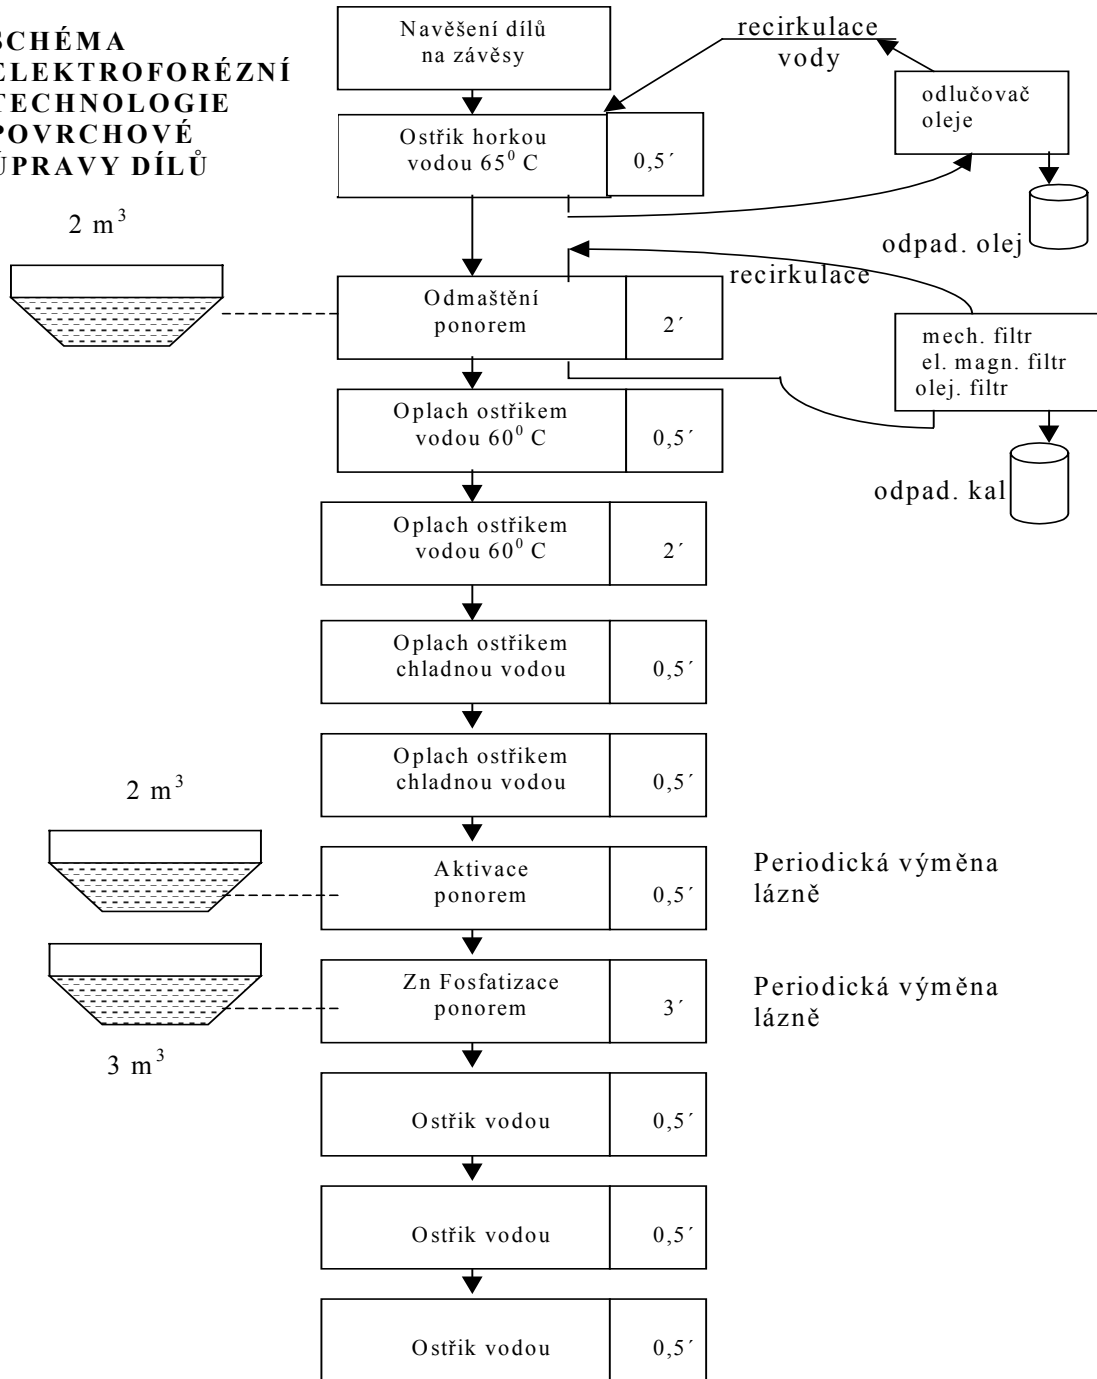 SCHÉMA
ELEKTROFORÉZNÍ
TECHNOLOGIE
POVRCHOVÉ
ÚPRAVY DÍLŮ
Navěšení dílů
na závěsy
recirkulace
vody
odlučovač
oleje
Ostřik horkou
vodou 65⁰ C
0,5´
odpad. olej
2 m³
recirkulace
Odmaštění
ponorem
2´
mech. filtr
el. magn. filtr
olej. filtr
Oplach ostřikem
vodou 60⁰ C
0,5´
odpad. kal
Oplach ostřikem
vodou 60⁰ C
2´
Oplach ostřikem
chladnou vodou
0,5´
Oplach ostřikem
chladnou vodou
0,5´
2 m³
Aktivace
ponorem
0,5´
Periodická výměna
lázně
Zn Fosfatizace
ponorem
3´
Periodická výměna
lázně
3 m³
Ostřik vodou
0,5´
Ostřik vodou
0,5´
Ostřik vodou
0,5´